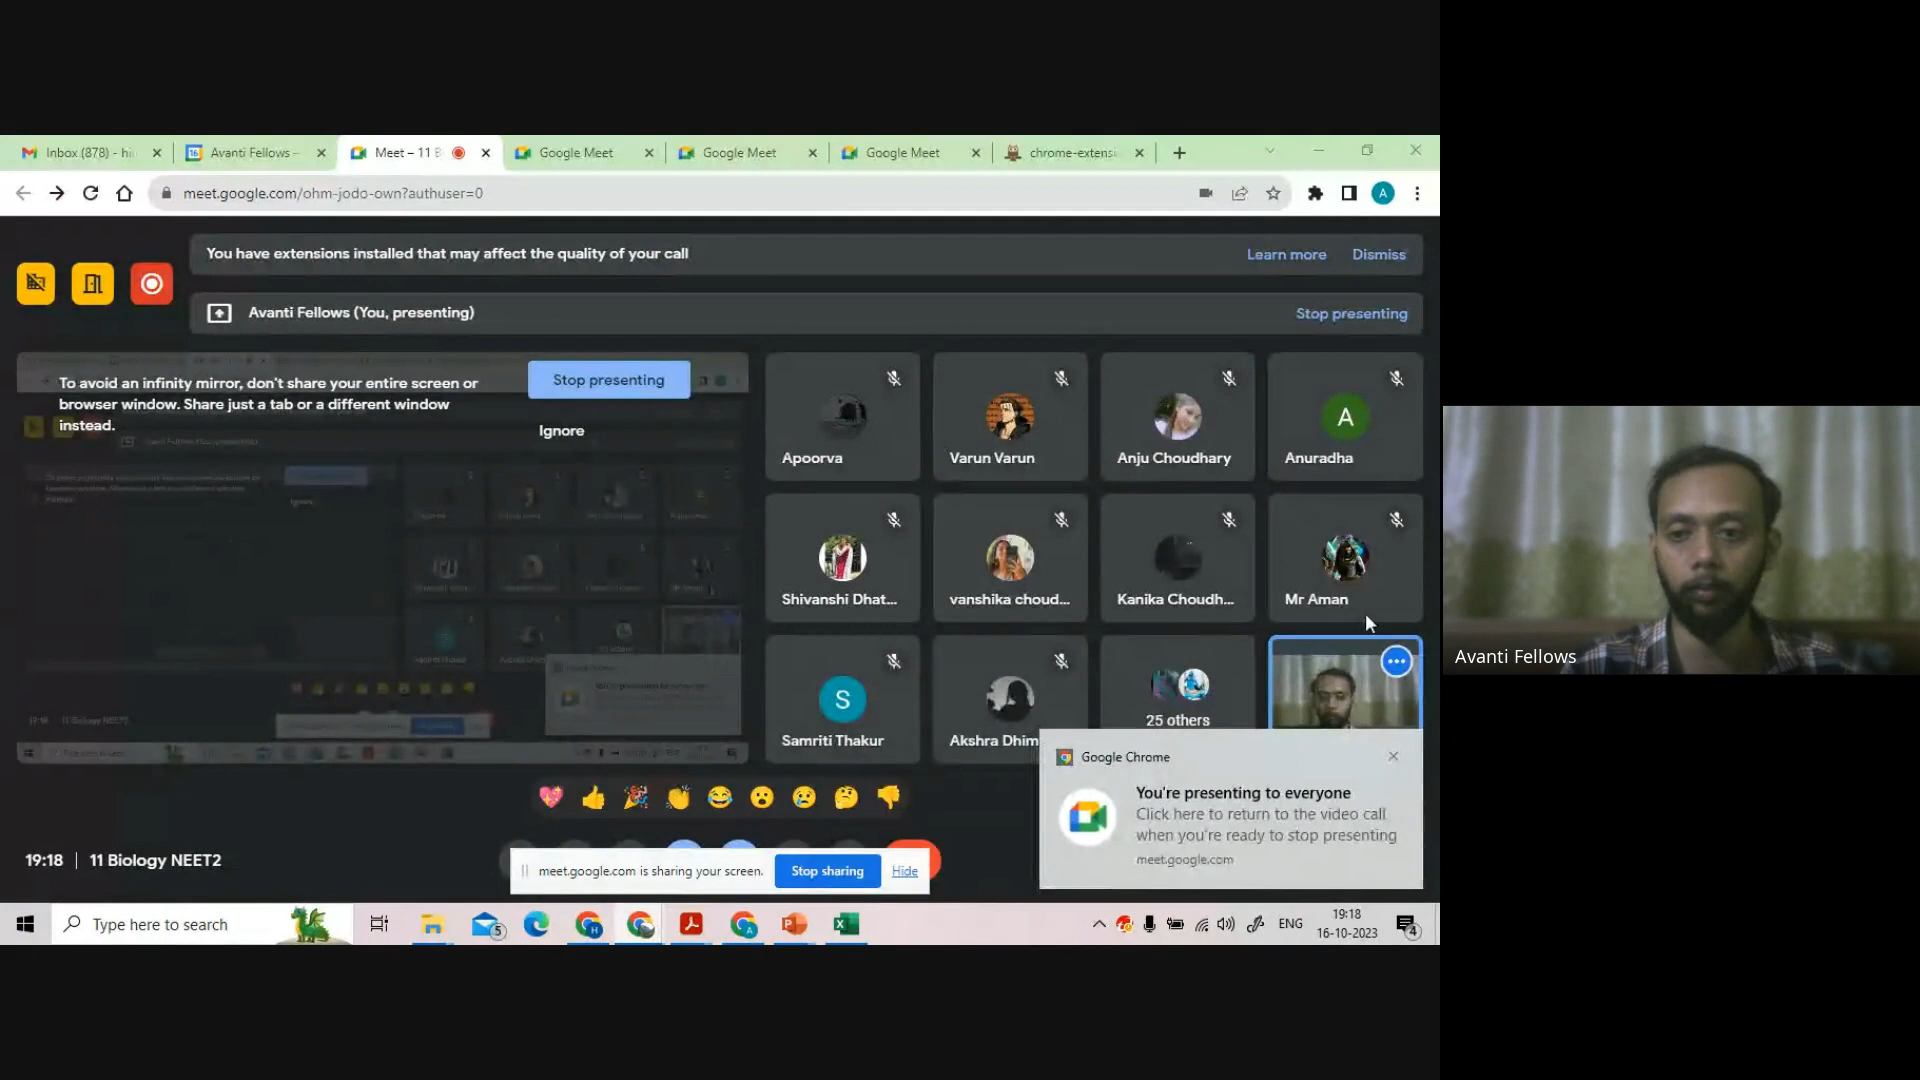 Inbox (878) - hi
Avanti Fellows -
Meet – 11 B
Google Meet
Google Meet
Google Meet
chrome-extens
meet.google.com/ohm-jodo-own?authuser=0
A
You have extensions installed that may affect the quality of your call
Learn more
Dismiss
Avanti Fellows (You, presenting)
Stop presenting
To avoid an infinity mirror, don't share your entire screen or
browser window. Share just a tab or a different window
instead.
Stop presenting
Ignore
Apoorva
Varun Varun
Anju Choudhary
A
Anuradha
Shivanshi Dhat...
vanshika choud...
Kanika Choudh...
Mr Aman
S
Samriti Thakur
Akshra Dhim
25 others
Avanti Fellows
Google Chrome
You're presenting to everyone
Click here to return to the video call
when you're ready to stop presenting
meet.google.com
19:18 | 11 Biology NEET2
meet.google.com is sharing your screen.
Stop sharing
Hide
Type here to search
5
ENG
19:18
16-10-2023
4